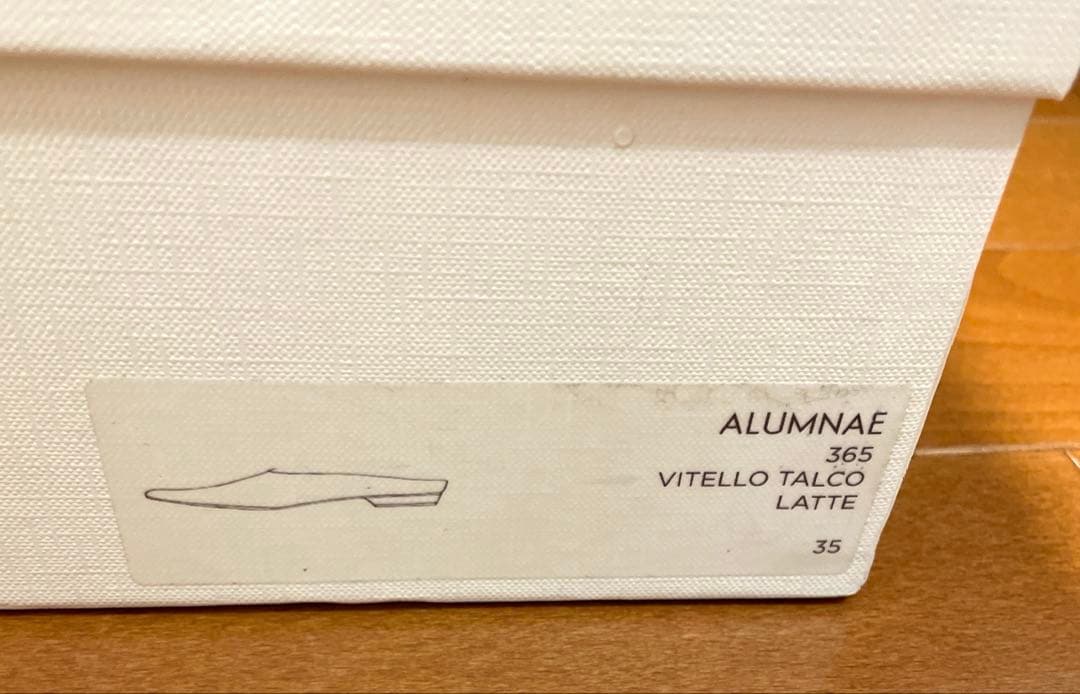 ALUMNAE
365
VITELLO TALCO
LATTE
35